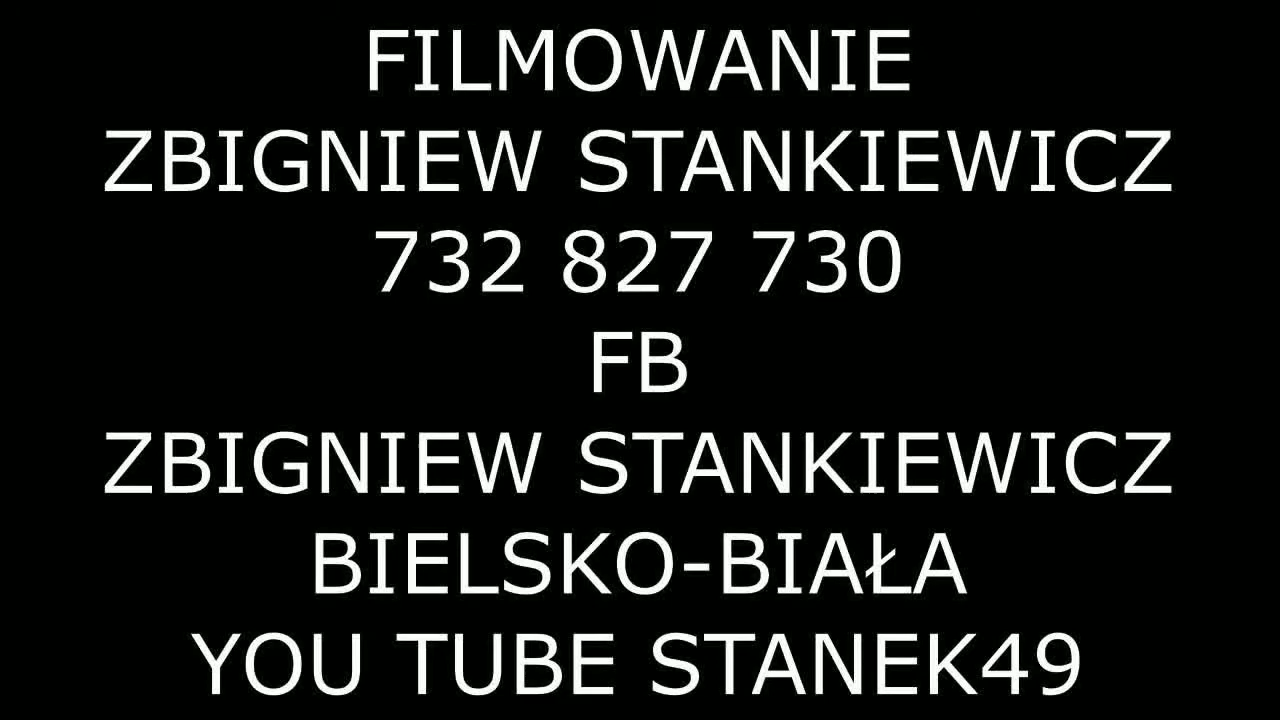 FILMOWANIE
ZBIGNIEW STANKIEWICZ
732 827 730
FB
ZBIGNIEW STANKIEWICZ
BIELSKO-BIAŁA
YOU TUBE STANEK49